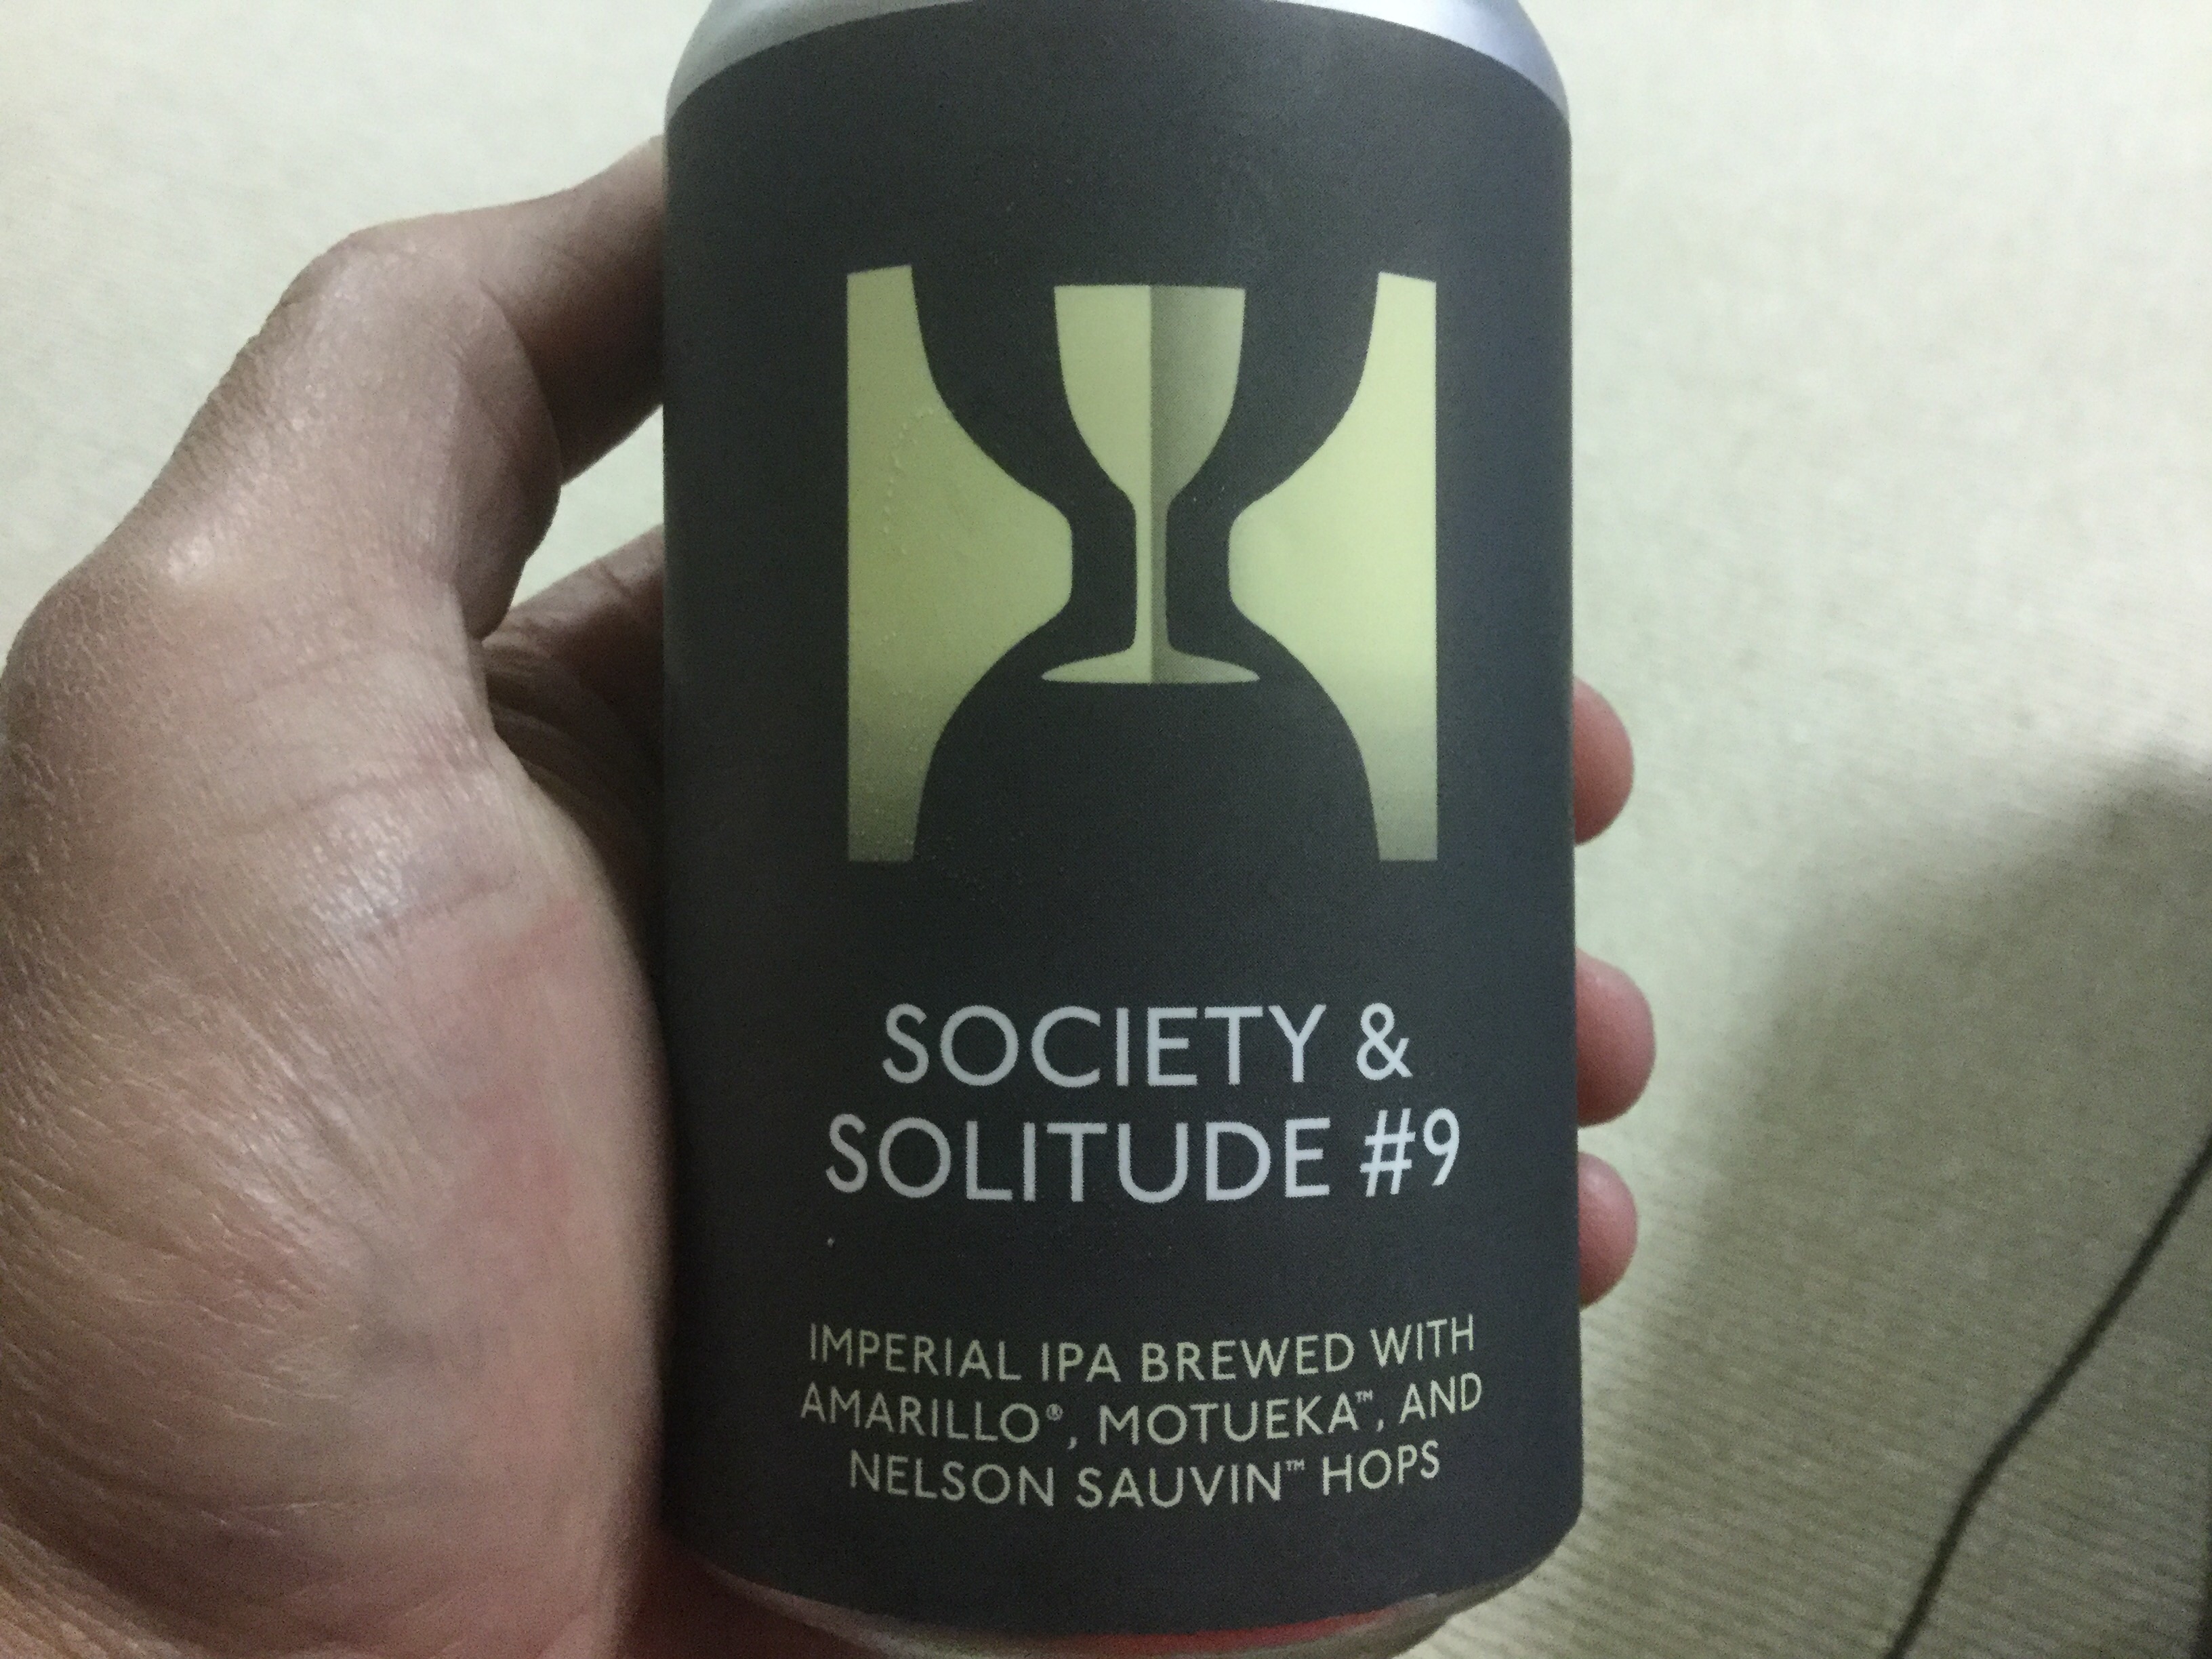 SOCIETY &
SOLITUDE #9
IMPERIAL IPA BREWED WITH
AMARILLO®, MOTUEKA™, AND
NELSON SAUVIN™ HOPS